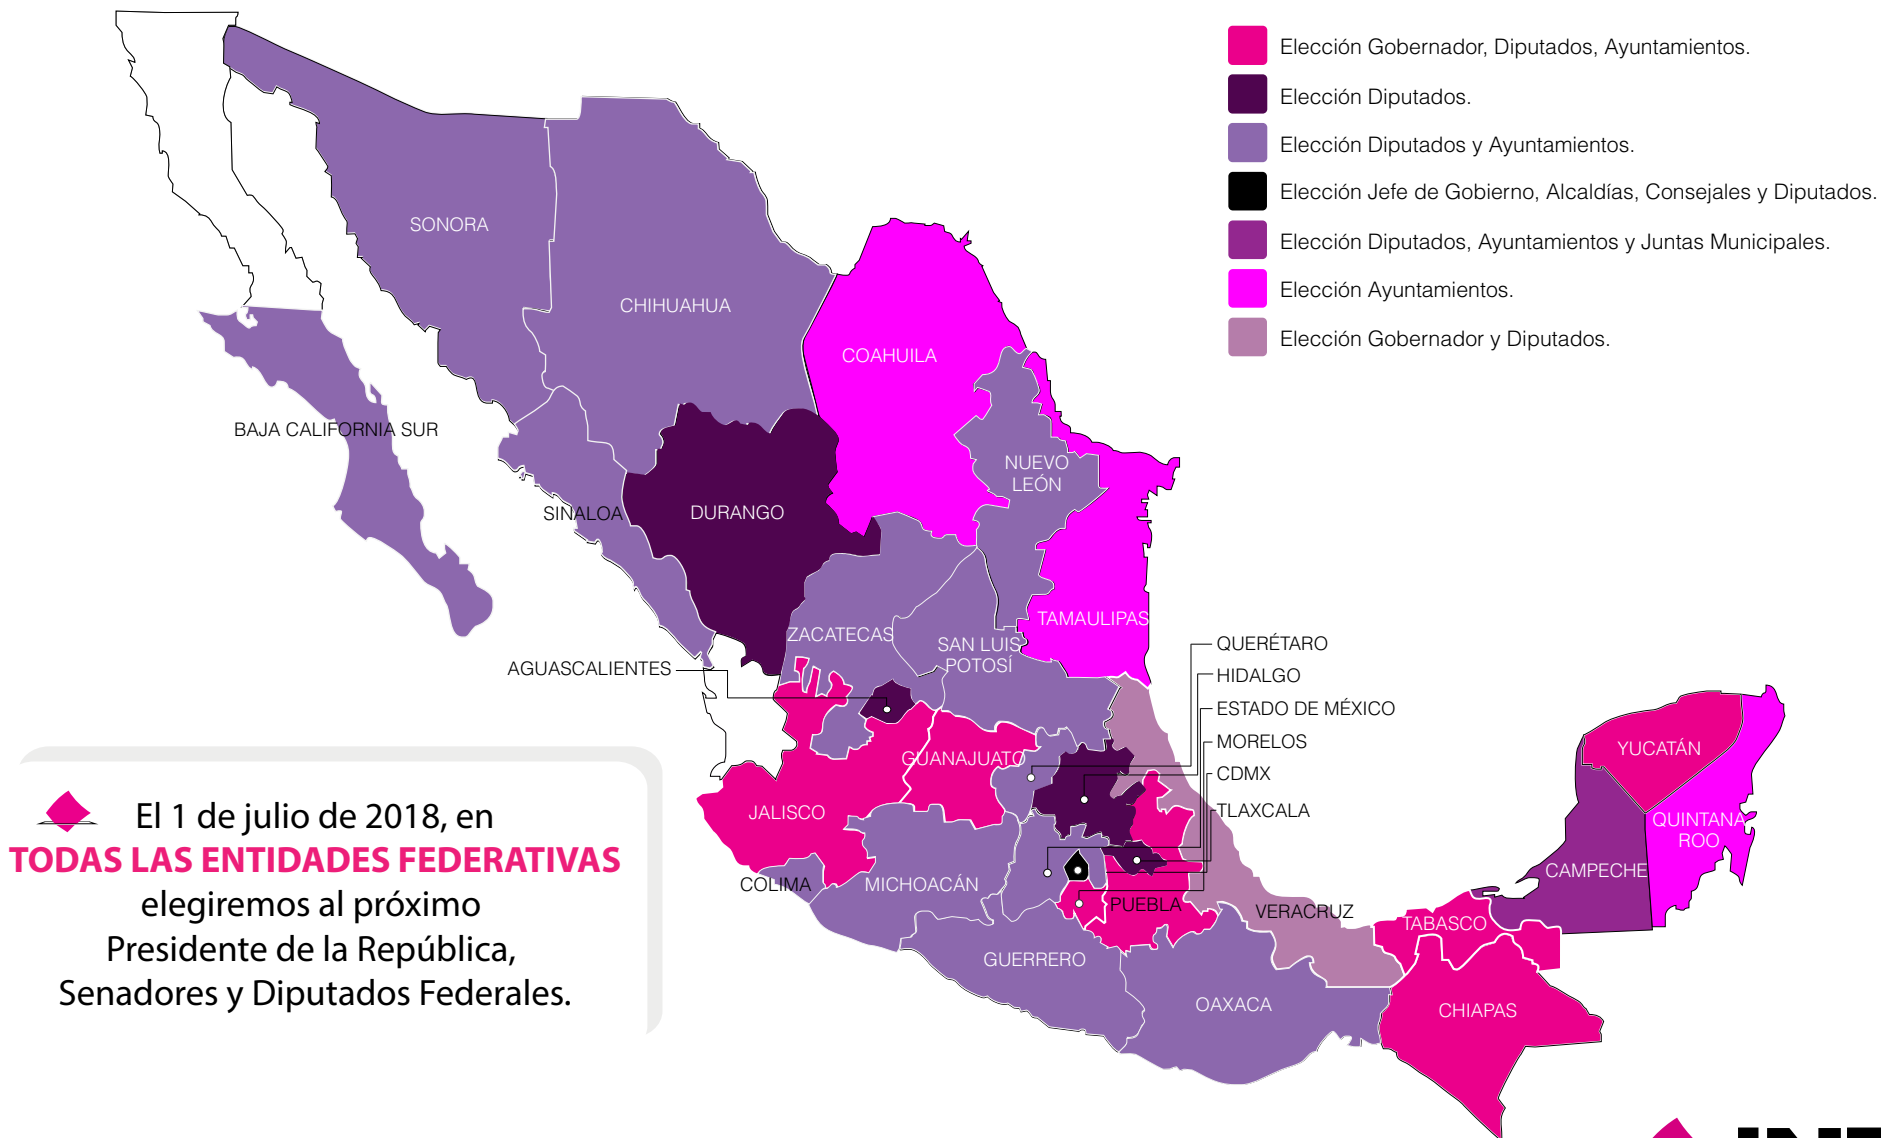 Elección Gobernador, Diputados, Ayuntamientos.
Elección Diputados.
Elección Diputados y Ayuntamientos.
Elección Jefe de Gobierno, Alcaldías, Consejales y Diputados.
Elección Diputados, Ayuntamientos y Juntas Municipales.
Elección Ayuntamientos.
Elección Gobernador y Diputados.
SONORA
CHIHUAHUA
COAHUILA
BAJA CALIFORNIA SUR
NUEVO
LEÓN
SINALOA
DURANGO
TAMAULIPAS
ZACATECAS
SAN LUIS
POTOSÍ
AGUASCALIENTES
QUERÉTARO
HIDALGO
ESTADO DE MÉXICO
MORELOS
CDMX
TLAXCALA
GUANAJUATO
JALISCO
COLIMA
MICHOACÁN
PUEBLA
VERACRUZ
GUERRERO
OAXACA
YUCATÁN
QUINTANA
ROO
CAMPECHE
TABASCO
CHIAPAS
El 1 de julio de 2018, en
TODAS LAS ENTIDADES FEDERATIVAS
elegiremos al próximo
Presidente de la República,
Senadores y Diputados Federales.